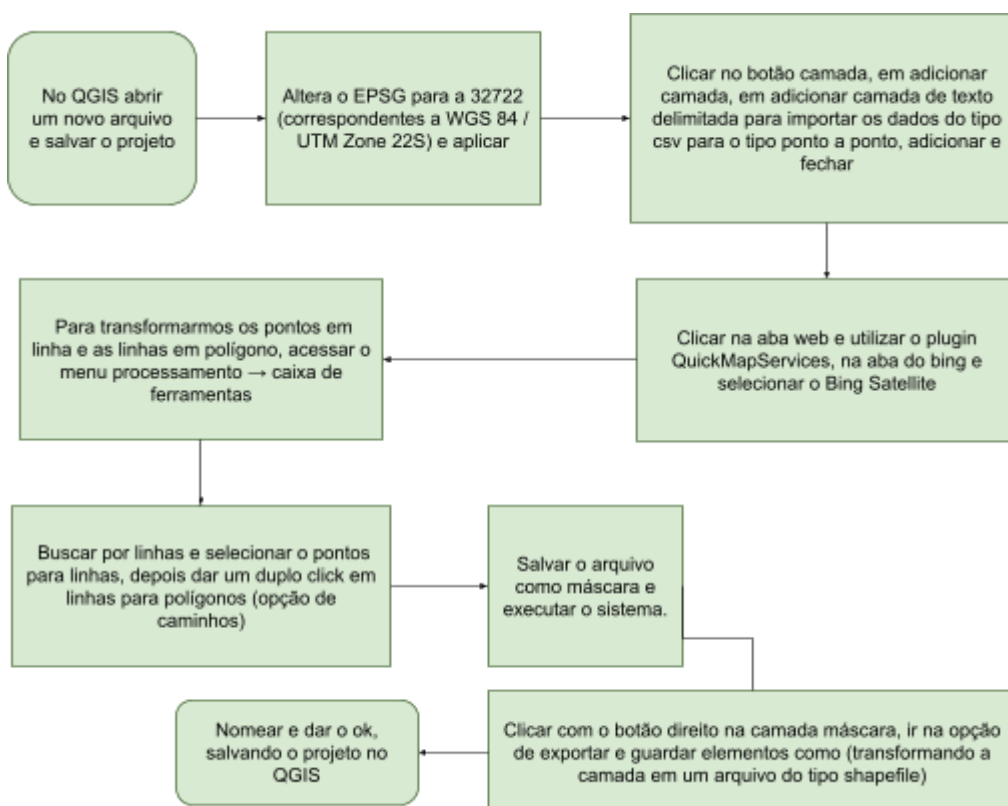 No QGIS abrir
um novo arquivo
e salvar o projeto
Altera o EPSG para a 32722
(correspondentes a WGS 84 /
UTM Zone 22S) e aplicar
Clicar no botão camada, em adicionar
camada, em adicionar camada de texto
delimitada para importar os dados do tipo
csv para o tipo ponto a ponto, adicionar e
fechar
Clicar na aba web e utilizar o plugin
QuickMapServices, na aba do bing e
selecionar o Bing Satellite
Para transformarmos os pontos em
linha e as linhas em polígono, acessar o
menu processamento → caixa de
ferramentas
Buscar por linhas e selecionar o pontos
para linhas, depois dar um duplo click em
linhas para polígonos (opção de
caminhos)
Salvar o arquivo
como máscara e
executar o sistema.
Clicar com o botão direito na camada máscara, ir na opção
de exportar e guardar elementos como (transformando a
camada em um arquivo do tipo shapefile)
Nomear e dar o ok,
salvando o projeto no
QGIS